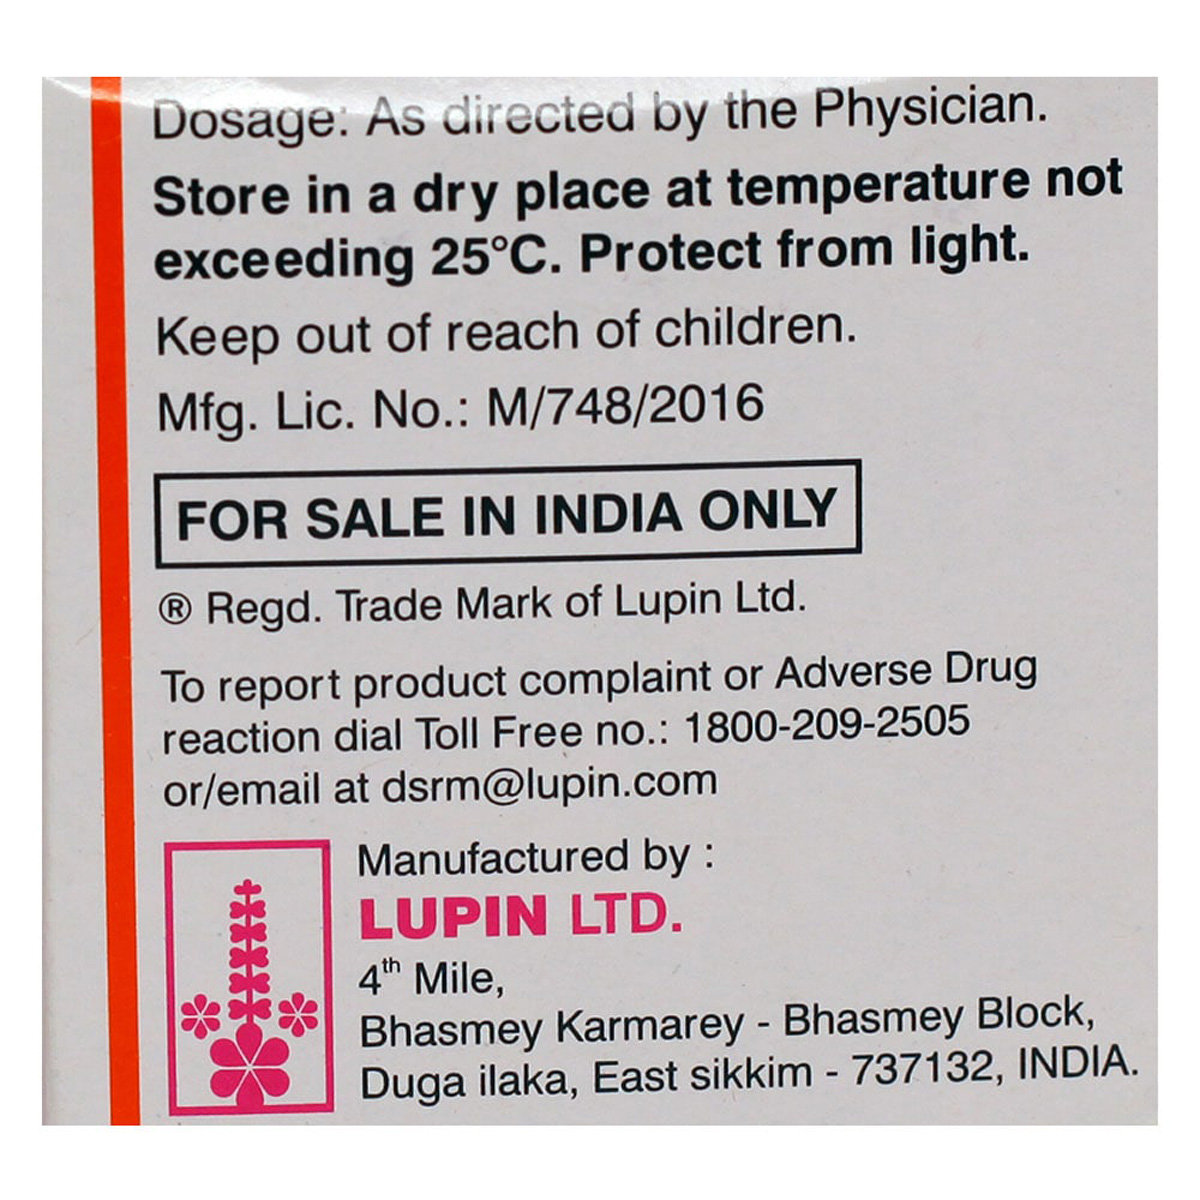 Dosage: As directed by the Physician.
Store in a dry place at temperature not
exceeding 25°C. Protect from light.
Keep out of reach of children.
Mfg. Lic. No.: M/748/2016
FOR SALE IN INDIA ONLY
® Regd. Trade Mark of Lupin Ltd.
To report product complaint or Adverse Drug
reaction dial Toll Free no.: 1800-209-2505
or/email at dsrm@lupin.com
Manufactured by :
LUPIN LTD.
4th Mile,
Bhasmey Karmarey - Bhasmey Block,
Duga ilaka, East sikkim - 737132, INDIA.